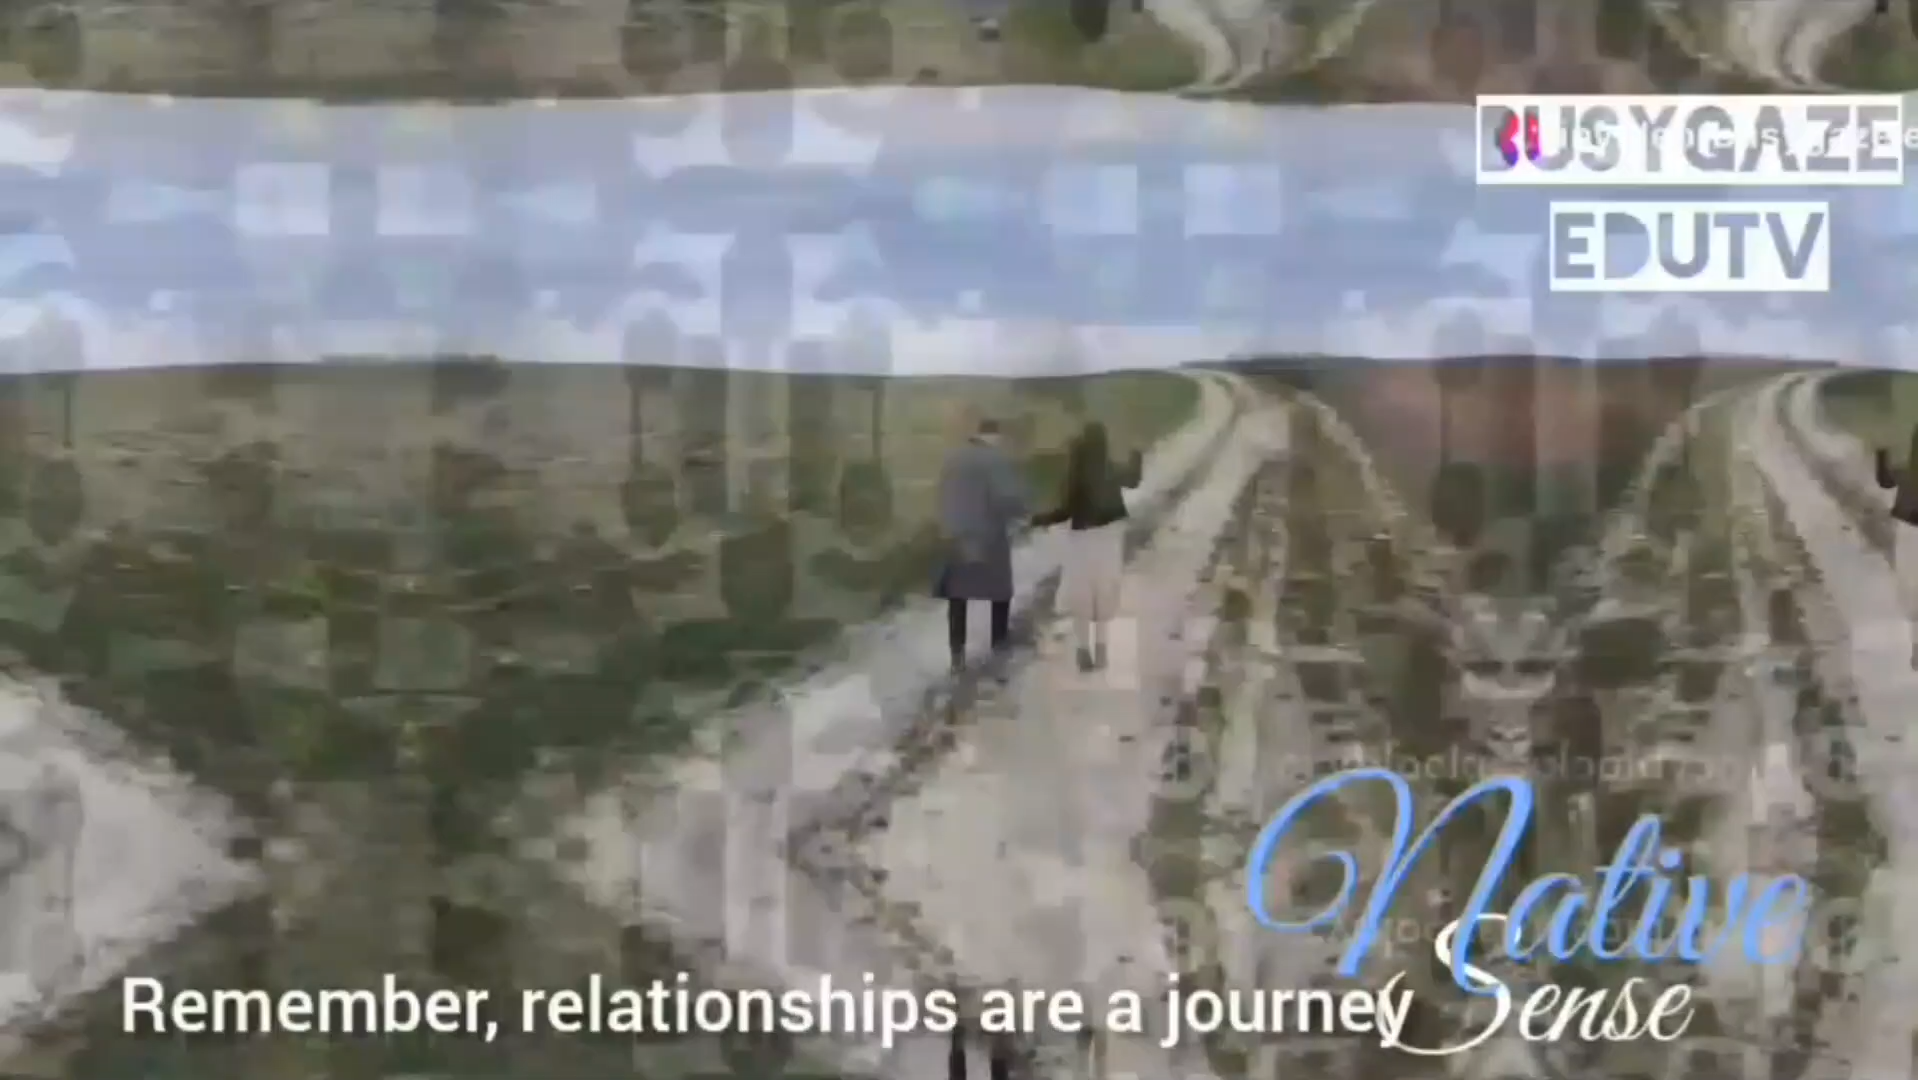 BUSYGAZE
EDUTV
Native
Sense
Remember, relationships are a journey